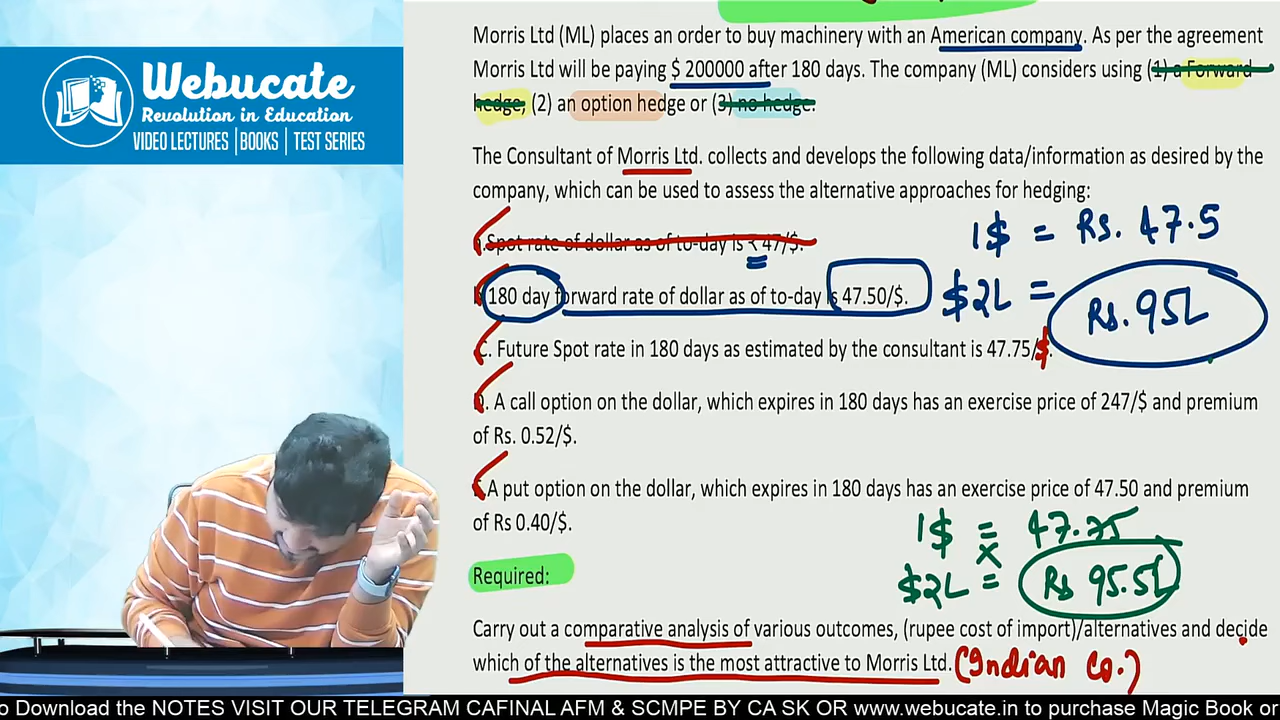 Webucate
Revolution in Education
VIDEO LECTURES | BOOKS | TEST SERIES
Morris Ltd (ML) places an order to buy machinery with an American company. As per the agreement
Morris Ltd will be paying $ 200000 after 180 days. The company (ML) considers using (1) a Forward
hedge, (2) an option hedge or (3) no hedge.
The Consultant of Morris Ltd. collects and develops the following data/information as desired by the
company, which can be used to assess the alternative approaches for hedging:
Spot rate of dollar as of to-day is ₹ 47/$.
1$ = Rs. 47.5
180 day forward rate of dollar as of to-day is 47.50/$.
$2L = Rs. 95L
C. Future Spot rate in 180 days as estimated by the consultant is 47.75/$.
D. A call option on the dollar, which expires in 180 days has an exercise price of 247/$ and premium
of Rs. 0.52/$.
A put option on the dollar, which expires in 180 days has an exercise price of 47.50 and premium
of Rs 0.40/$.
1$ = 47.75
x
$2L = Rs 95.5L
Required:
Carry out a comparative analysis of various outcomes, (rupee cost of import)/alternatives and decide
which of the alternatives is the most attractive to Morris Ltd. (Indian Co.)
o Download the NOTES VISIT OUR TELEGRAM CAFINAL AFM & SCMPE BY CA SK OR www.webucate.in to purchase Magic Book or